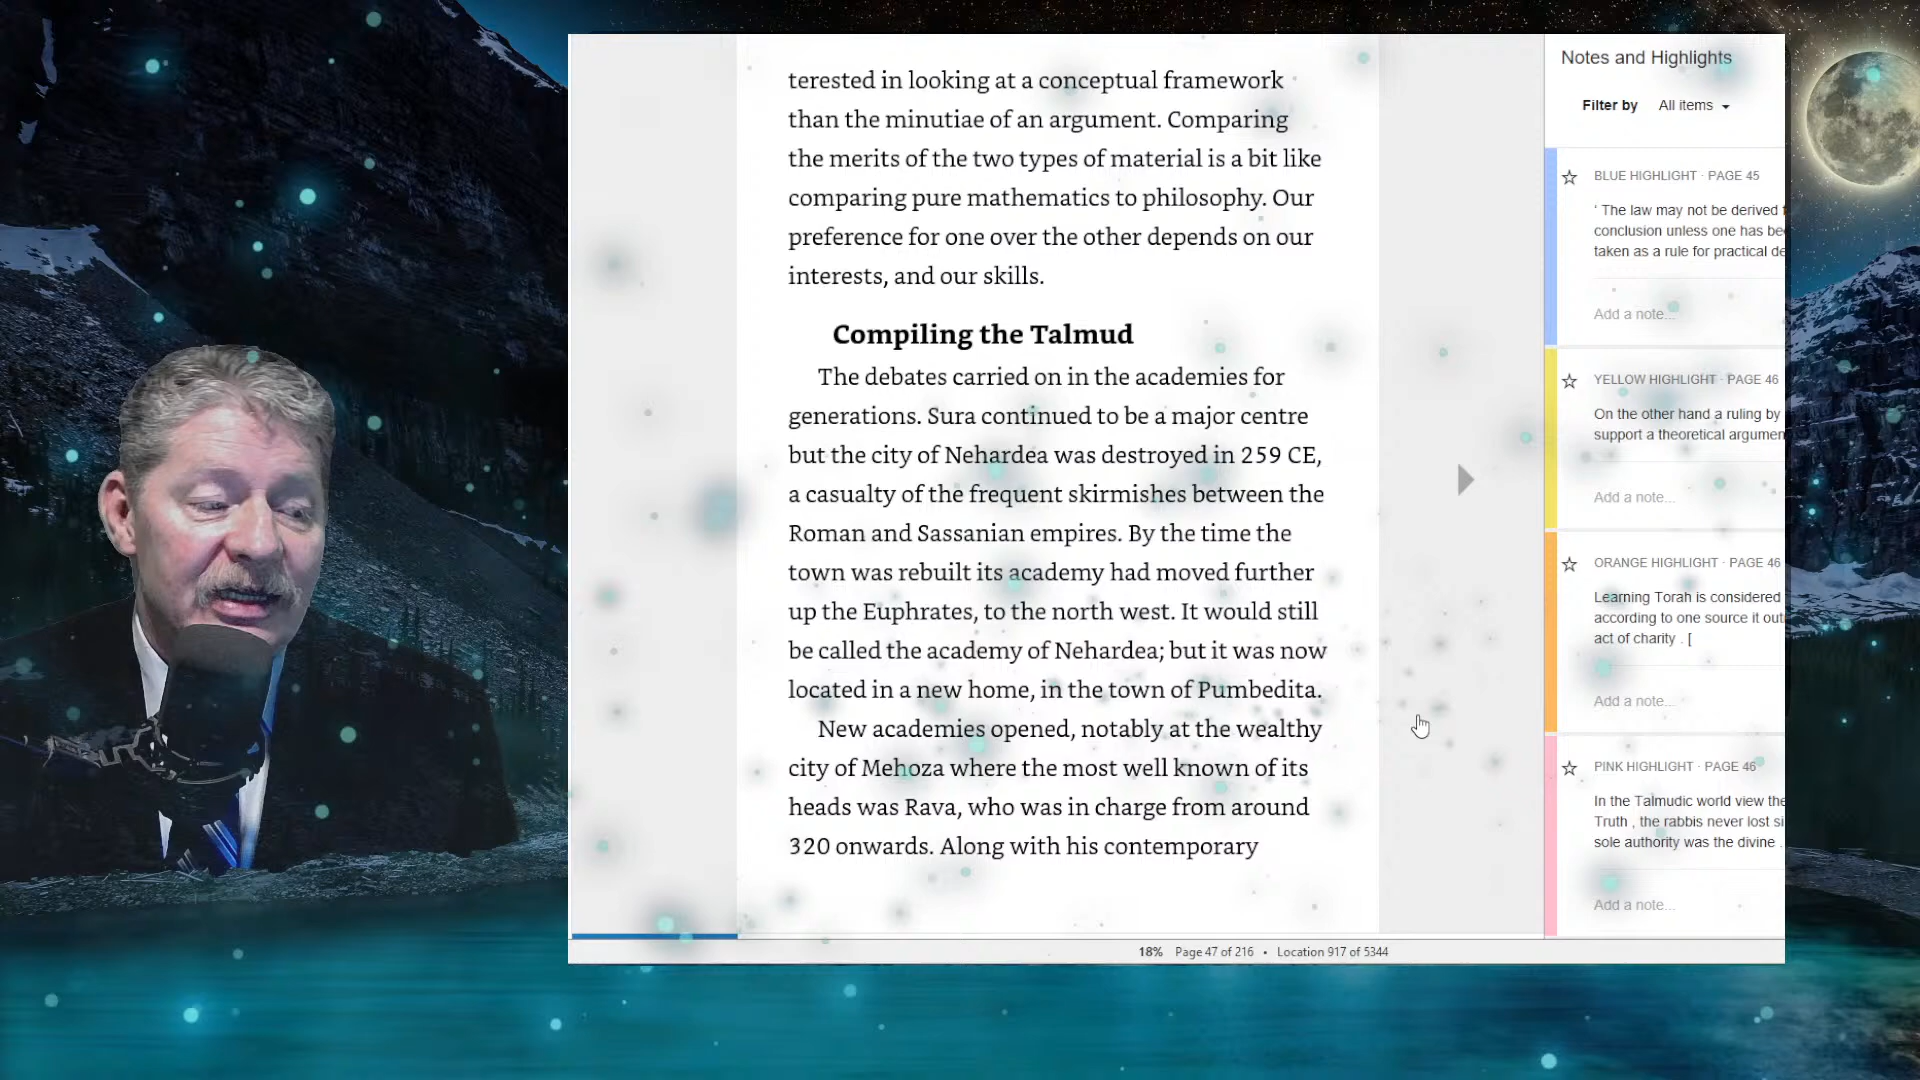 terested in looking at a conceptual framework
than the minutiae of an argument. Comparing
the merits of the two types of material is a bit like
comparing pure mathematics to philosophy. Our
preference for one over the other depends on our
interests, and our skills.
Compiling the Talmud
The debates carried on in the academies for
generations. Sura continued to be a major centre
but the city of Nehardea was destroyed in 259 CE,
a casualty of the frequent skirmishes between the
Roman and Sassanian empires. By the time the
town was rebuilt its academy had moved further
up the Euphrates, to the north west. It would still
be called the academy of Nehardea; but it was now
located in a new home, in the town of Pumbedita.
New academies opened, notably at the wealthy
city of Mehoza where the most well known of its
heads was Rava, who was in charge from around
320 onwards. Along with his contemporary
18% Page 47 of 216 • Location 917 of 5344
Notes and Highlights
Filter by All items
BLUE HIGHLIGHT · PAGE 45
' The law may not be derived
conclusion unless one has
taken as a rule for practical
Add a note...
YELLOW HIGHLIGHT · PAGE 46
On the other hand a ruling by
support a theoretical
Add a note...
ORANGE HIGHLIGHT · PAGE 46
Learning Torah is considered
according to one source it
act of charity . [
Add a note...
PINK HIGHLIGHT · PAGE 46
In the Talmudic world view
Truth , the rabbis never lost
sole authority was the divine .
Add a note...